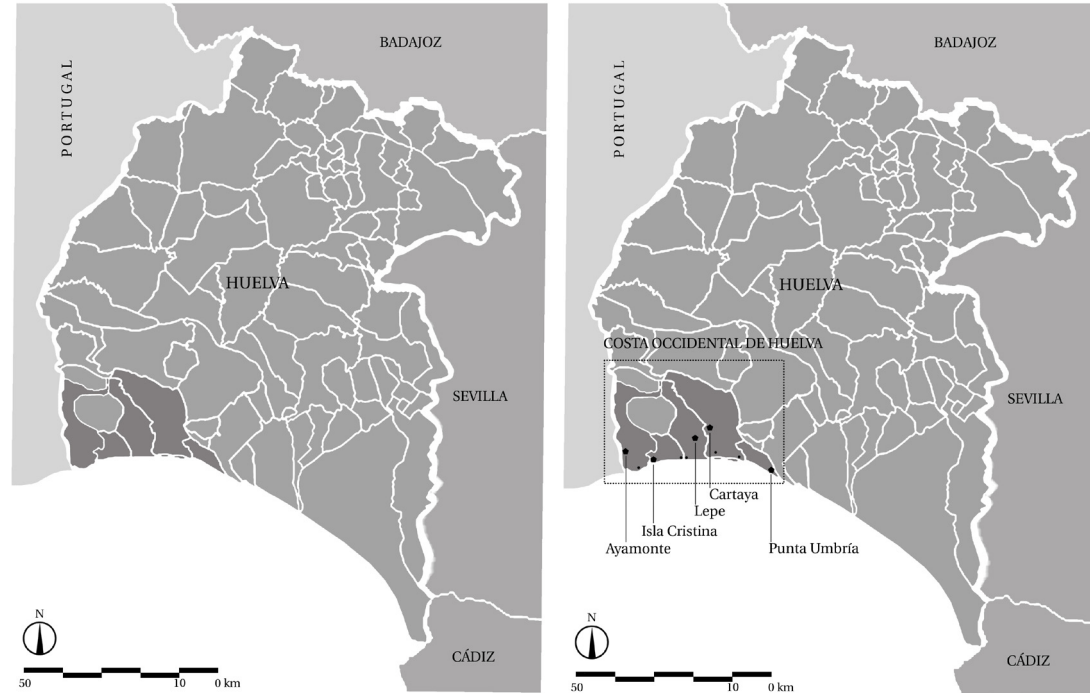 BADAJOZ
PORTUGAL
HUELVA
SEVILLA
N
CÁDIZ
50 10 0 km
BADAJOZ
PORTUGAL
HUELVA
COSTA OCCIDENTAL DE HUELVA
SEVILLA
Cartaya
Lepe
Isla Cristina
Ayamonte
Punta Umbría
N
CÁDIZ
50 10 0 km